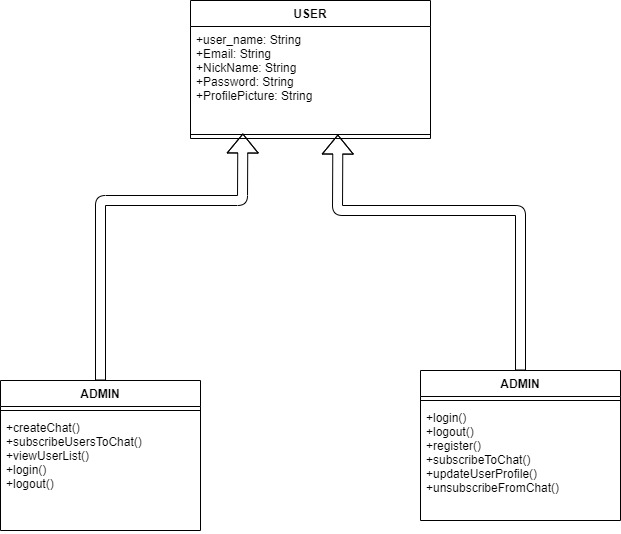 USER
+user_name: String
+Email: String
+NickName: String
+Password: String
+ProfilePicture: String
ADMIN
+createChat()
+subscribeUsersToChat()
+viewUserList()
+login()
+logout()
ADMIN
+login()
+logout()
+register()
+subscribeToChat()
+updateUserProfile()
+unsubscribeFromChat()